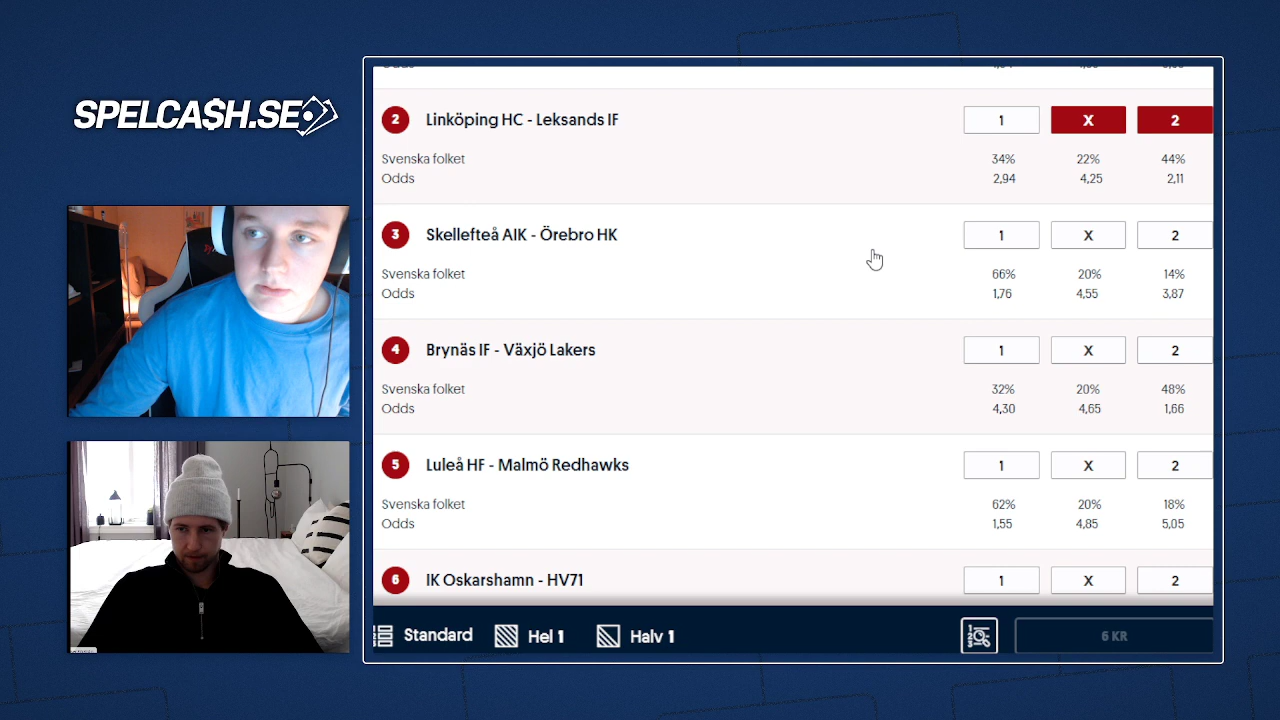 SPELCA$H.SE
2 Linköping HC - Leksands IF 1 X 2
Svenska folket 34% 22% 44%
Odds 2,94 4,25 2,11
3 Skellefteå AIK - Örebro HK 1 X 2
Svenska folket 66% 20% 14%
Odds 1,76 4,55 3,87
4 Brynäs IF - Växjö Lakers 1 X 2
Svenska folket 32% 20% 48%
Odds 4,30 4,65 1,66
5 Luleå HF - Malmö Redhawks 1 X 2
Svenska folket 62% 20% 18%
Odds 1,55 4,85 5,05
6 IK Oskarshamn - HV71 1 X 2
Standard Hel 1 Halv 1 6 KR